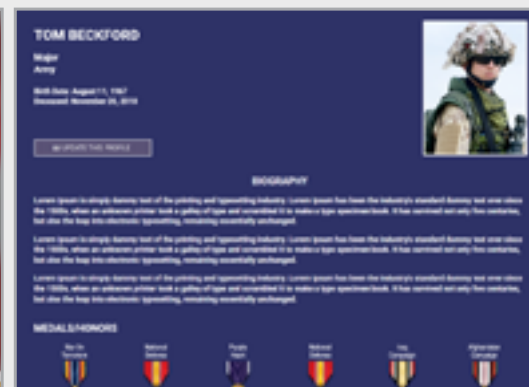 TOM BECKFORD
Major
Army
Birth Date: August 11, 1967
Deceased: November 20, 2010
UPDATE THIS PROFILE
BIOGRAPHY
Lorem Ipsum is simply dummy text of the printing and typesetting industry. Lorem Ipsum has been the industry's standard dummy text ever since
the 1500s, when an unknown printer took a galley of type and scrambled it to make a type specimen book. It has survived not only five centuries,
but also the leap into electronic typesetting, remaining essentially unchanged.
Lorem Ipsum is simply dummy text of the printing and typesetting industry. Lorem Ipsum has been the industry's standard dummy text ever since
the 1500s, when an unknown printer took a galley of type and scrambled it to make a type specimen book. It has survived not only five centuries,
but also the leap into electronic typesetting, remaining essentially unchanged.
Lorem Ipsum is simply dummy text of the printing and typesetting industry. Lorem Ipsum has been the industry's standard dummy text ever since
the 1500s, when an unknown printer took a galley of type and scrambled it to make a type specimen book. It has survived not only five centuries,
but also the leap into electronic typesetting, remaining essentially unchanged.
MEDALS/HONORS
War On National Purple National Iraq Afghanistan
Terrorism Defense Heart Defense Campaign Campaign